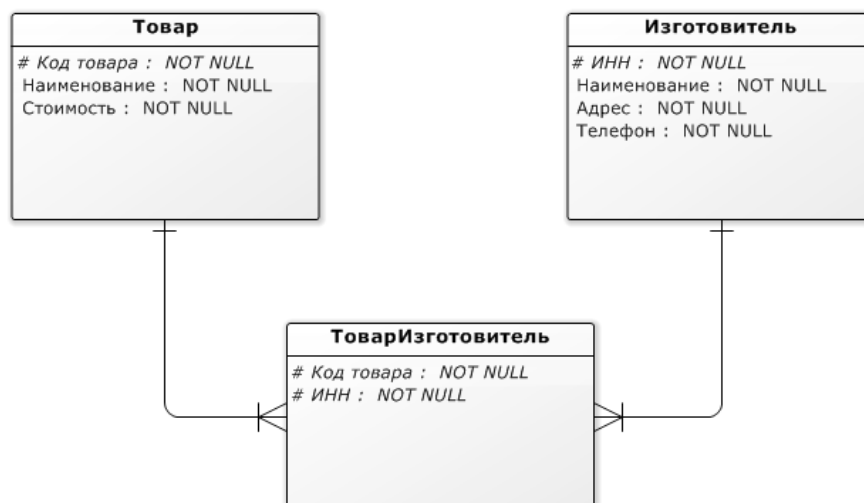 Товар
# Код товара : NOT NULL
Наименование : NOT NULL
Стоимость : NOT NULL
Изготовитель
# ИНН : NOT NULL
Наименование : NOT NULL
Адрес : NOT NULL
Телефон : NOT NULL
ТоварИзготовитель
# Код товара : NOT NULL
# ИНН : NOT NULL